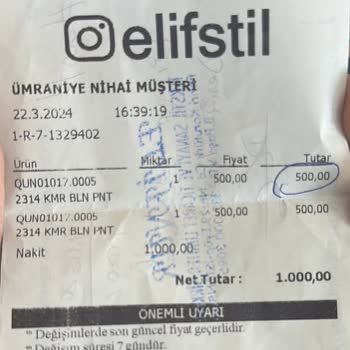 elifstil
ÜMRANİYE NİHAİ MÜŞTERİ
22.3.2024 16:39:19
1-R-7-1329402
Ürün Miktar Fiyat Tutar
QUN01017.0005 1 500,00 500,00
2314 KMR BLN PNT
QUN01017.0005 1 500,00 500,00
2314 KMR BLN PNT
Nakit 1.000,00
Net Tutar : 1.000,00
ÖNEMLİ UYARI
* Değişimlerde son güncel fiyat geçerlidir.
* Değişim süresi 7 gündür.